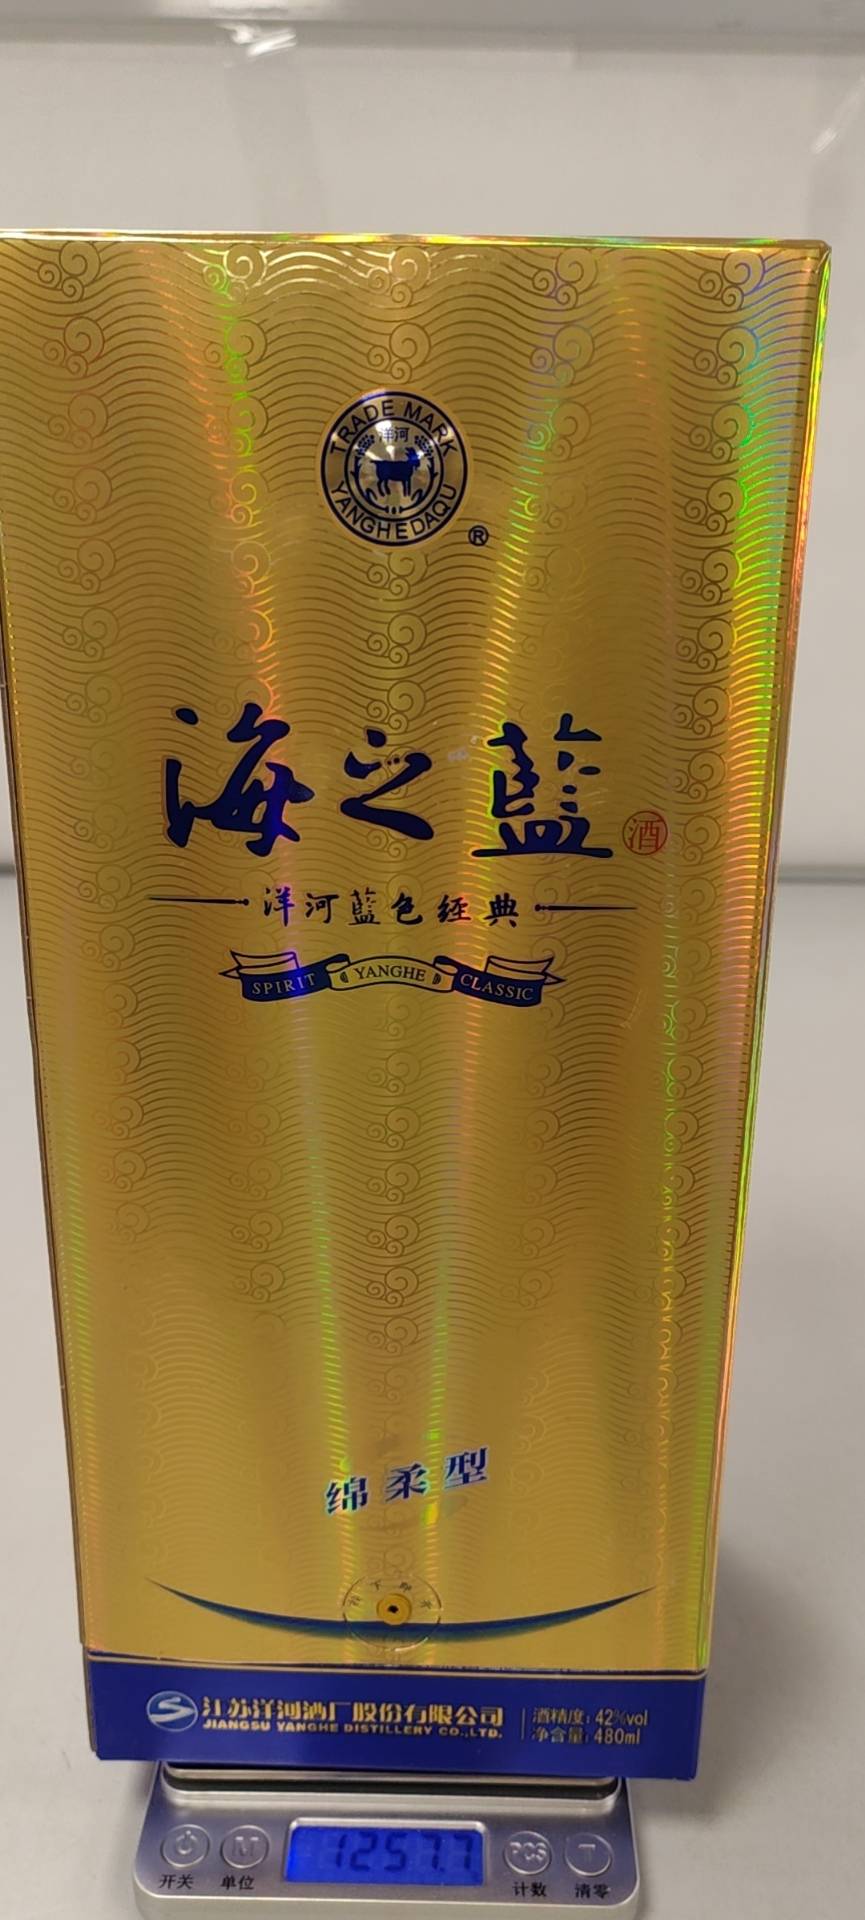 TRADE MARK
洋河
YANGHEDAQU
®
海之藍
酒
洋河藍色经典
SPIRIT YANGHE CLASSIC
绵柔型
江苏洋河酒厂股份有限公司
JIANGSU YANGHE DISTILLERY CO.,LTD.
酒精度：42%vol
净含量：480ml
1257.7
M PCS T
开关 单位 计数 清零